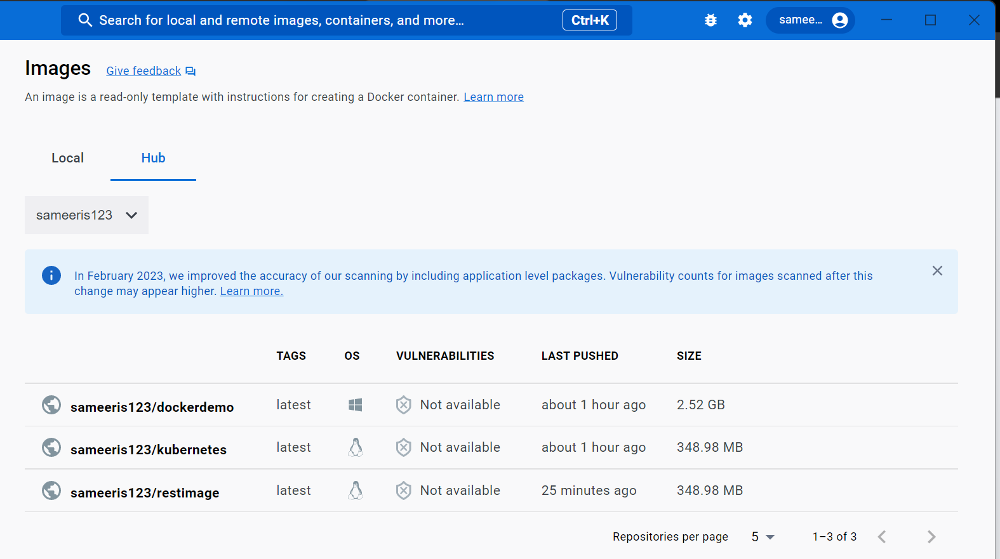 Search for local and remote images, containers, and more... Ctrl+K samee...
Images Give feedback
An image is a read-only template with instructions for creating a Docker container. Learn more
Local Hub
sameeris123
In February 2023, we improved the accuracy of our scanning by including application level packages. Vulnerability counts for images scanned after this
change may appear higher. Learn more.
TAGS OS VULNERABILITIES LAST PUSHED SIZE
sameeris123/dockerdemo latest Not available about 1 hour ago 2.52 GB
sameeris123/kubernetes latest Not available about 1 hour ago 348.98 MB
sameeris123/restimage latest Not available 25 minutes ago 348.98 MB
Repositories per page 5 1–3 of 3